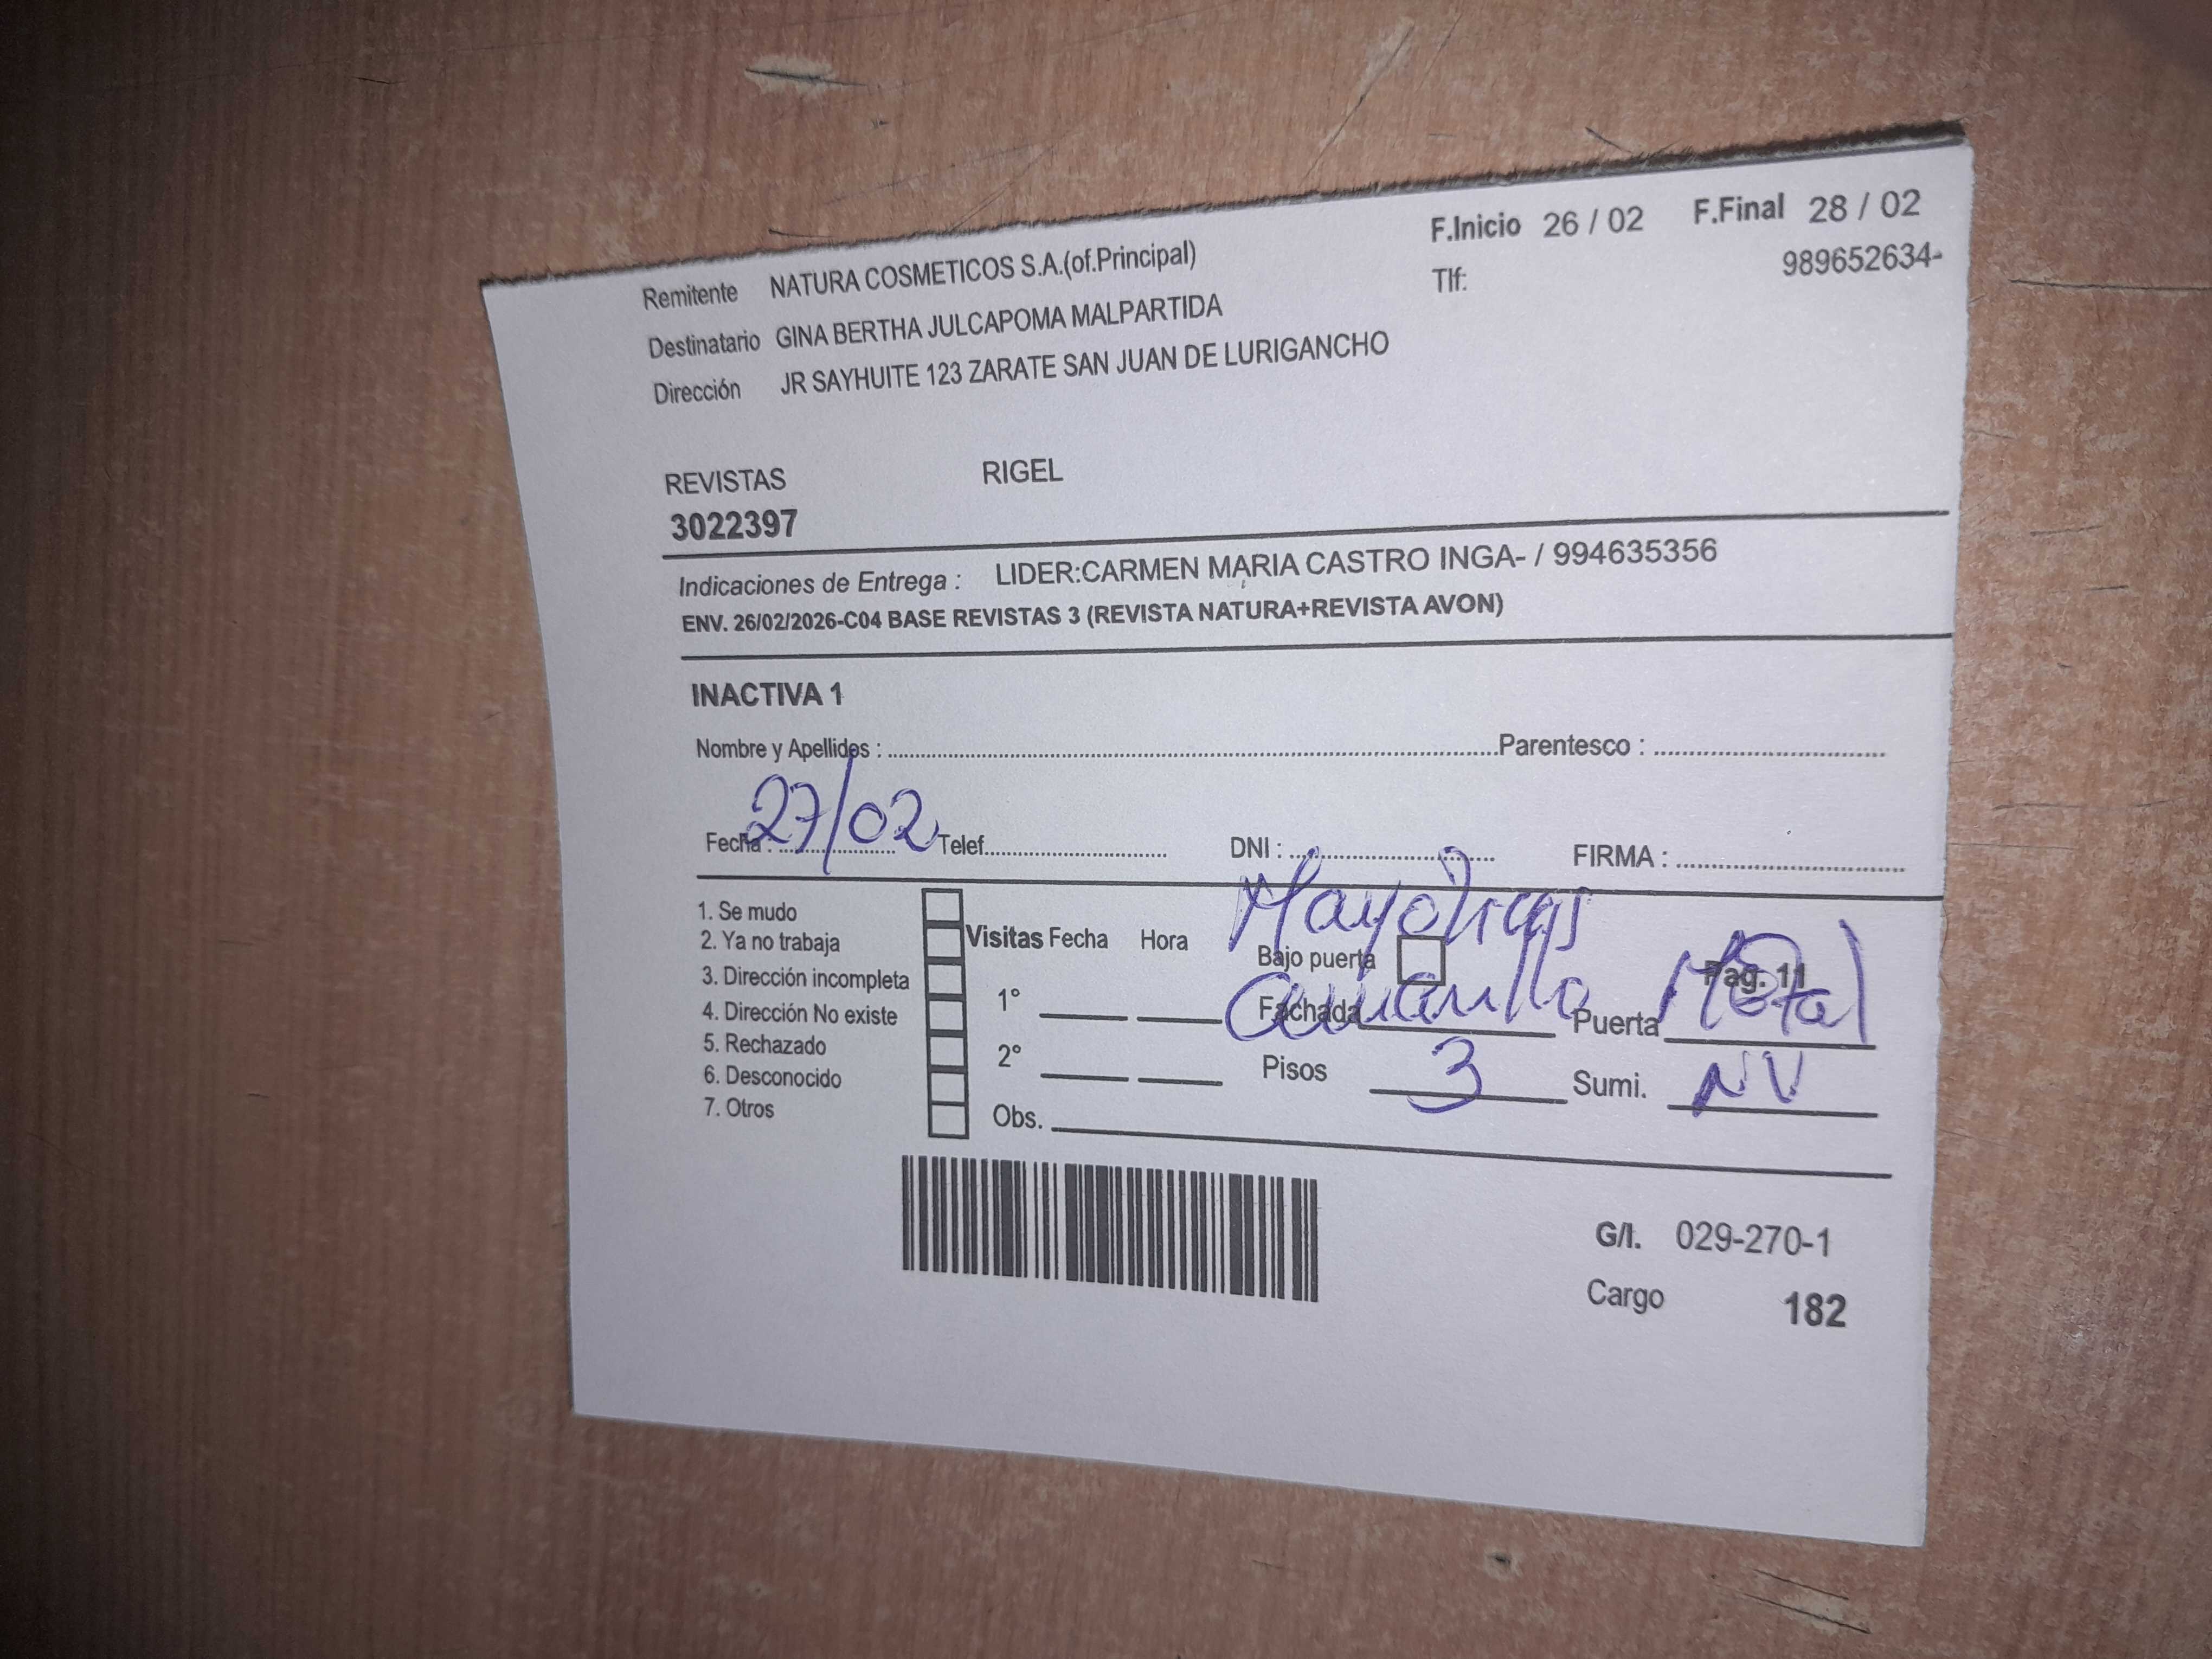 Remitente NATURA COSMETICOS S.A.(of.Principal) F.Inicio 26 / 02 F.Final 28 / 02
Destinatario GINA BERTHA JULCAPOMA MALPARTIDA Tlf: 989652634-
Dirección JR SAYHUITE 123 ZARATE SAN JUAN DE LURIGANCHO
REVISTAS RIGEL
3022397
Indicaciones de Entrega : LIDER:CARMEN MARIA CASTRO INGA- / 994635356
ENV. 26/02/2026-C04 BASE REVISTAS 3 (REVISTA NATURA+REVISTA AVON)
INACTIVA 1
Nombre y Apellidos : Parentesco :
Fecha : 27/02 Telef. DNI : FIRMA :
Mayolicas
1. Se mudo
2. Ya no trabaja Visitas Fecha Hora Bajo puerta Pag. 11
3. Dirección incompleta
4. Dirección No existe 1° Fachada Amarillo Puerta Metal
5. Rechazado
6. Desconocido 2° Pisos 3 Sumi. NV
7. Otros Obs.
G/I. 029-270-1
Cargo 182